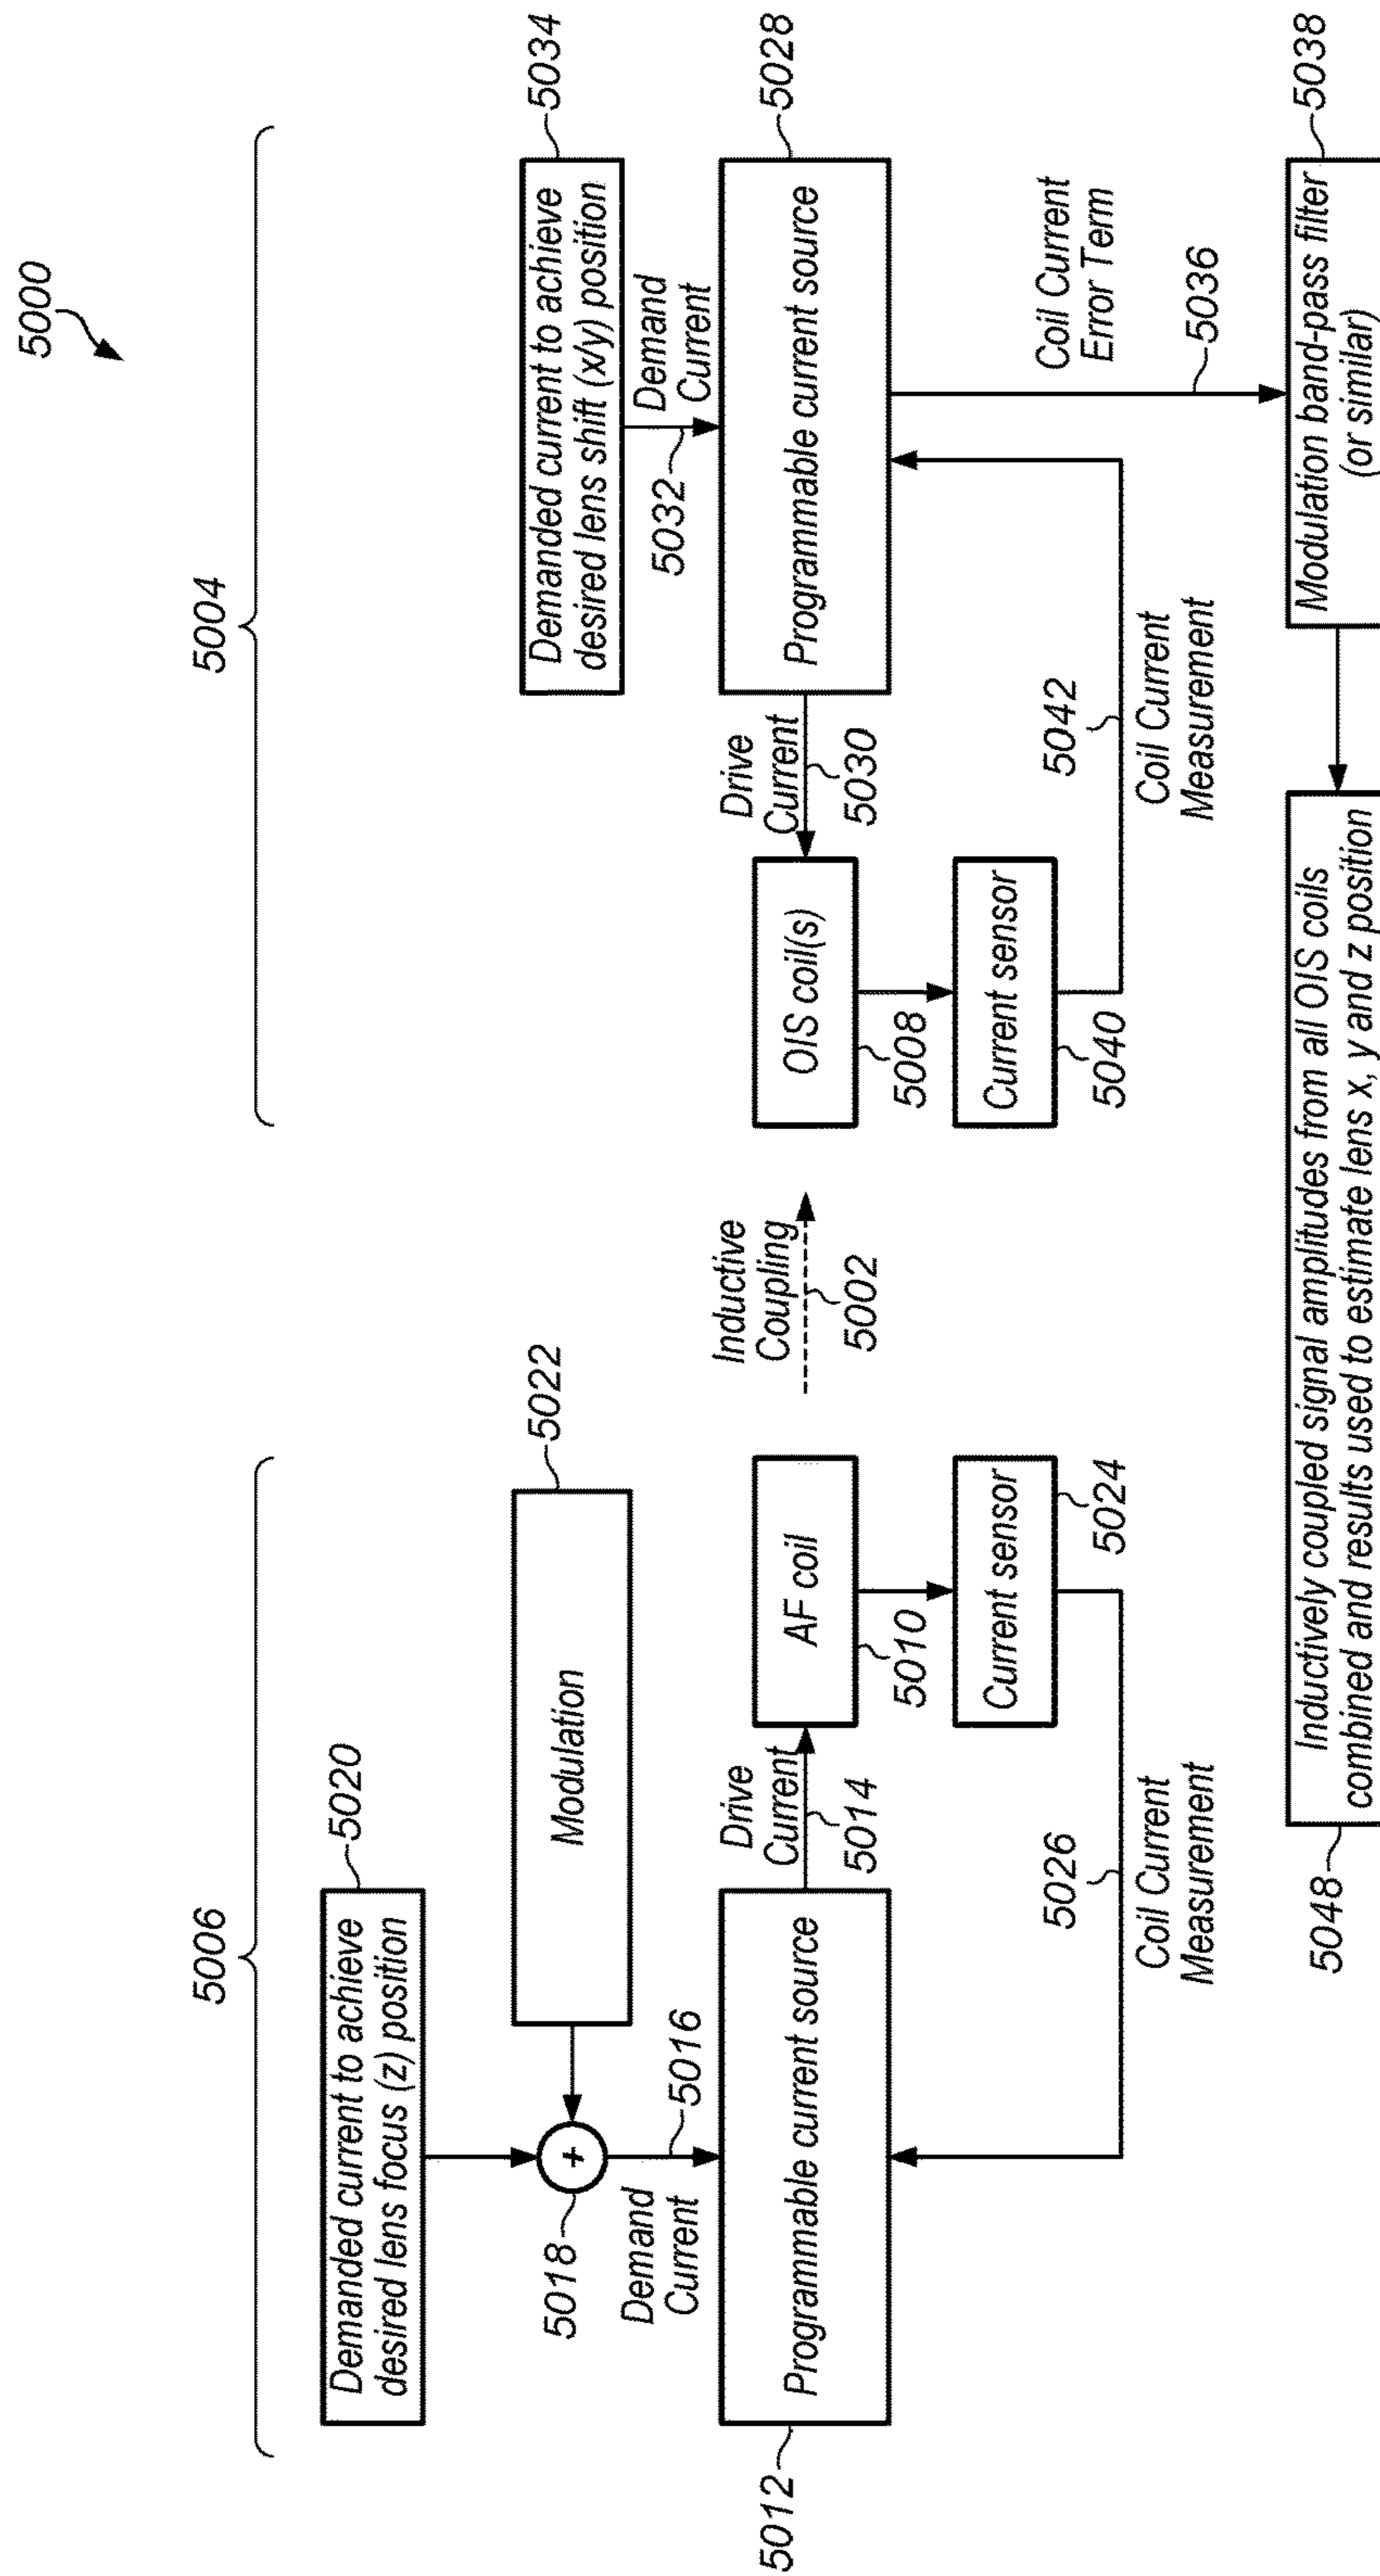 5000
5006
5004
Demanded current to achieve
desired lens focus (z) position
5020
Modulation
5022
Demanded current to achieve
desired lens shift (x/y) position
5034
+
5018
Demand
Current
5016
Demand
Current
5032
5012
Programmable current source
Drive
Current
5014
AF coil
5010
Inductive
Coupling
5002
OIS coil(s)
5008
Drive
Current
5030
Programmable current source
5028
Current sensor
5024
Current sensor
5040
5026
Coil Current
Measurement
5042
Coil Current
Measurement
Coil Current
Error Term
5036
5048
Inductively coupled signal amplitudes from all OIS coils
combined and results used to estimate lens x, y and z position
Modulation band-pass filter
(or similar)
5038